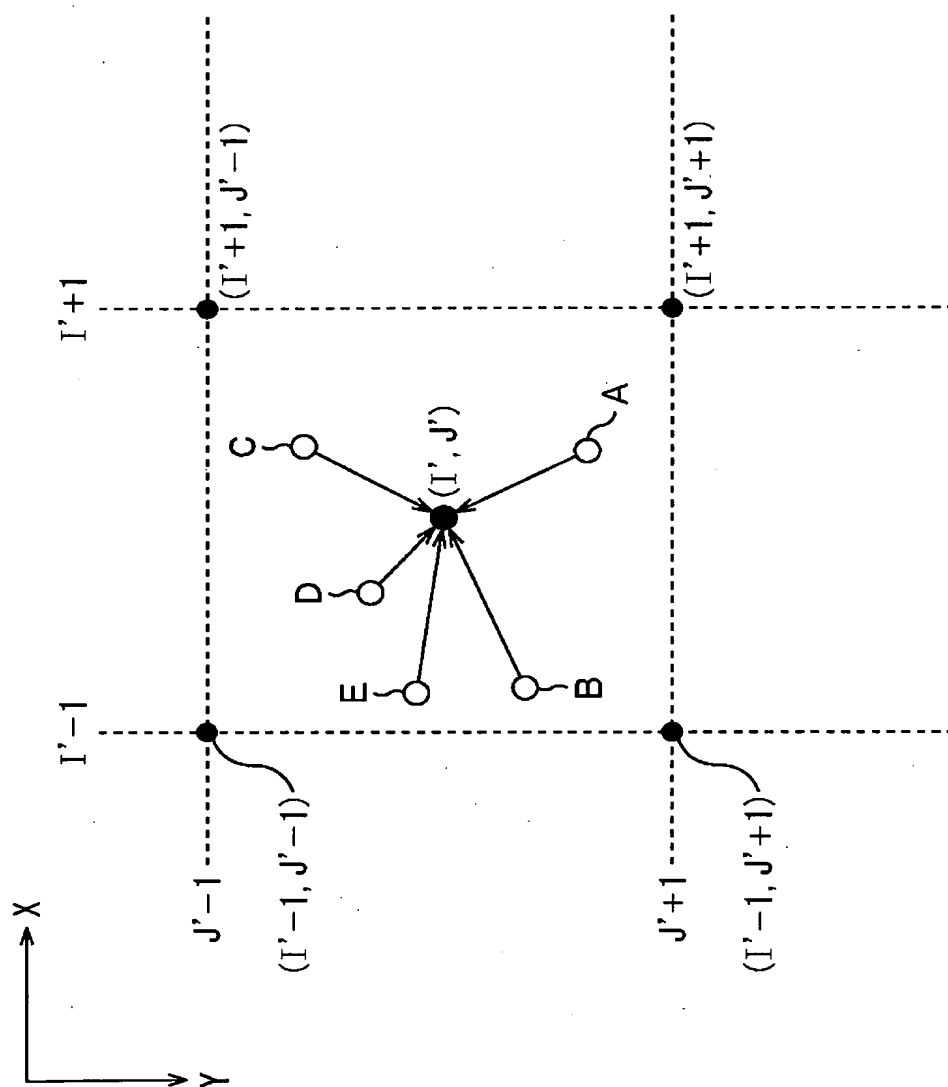 X
I'−1
I'+1
J'−1
Y
(I'+1, J'−1)
C
(I'−1, J'−1)
D
E
(I', J')
B
A
J'+1
(I'+1, J'+1)
(I'−1, J'+1)